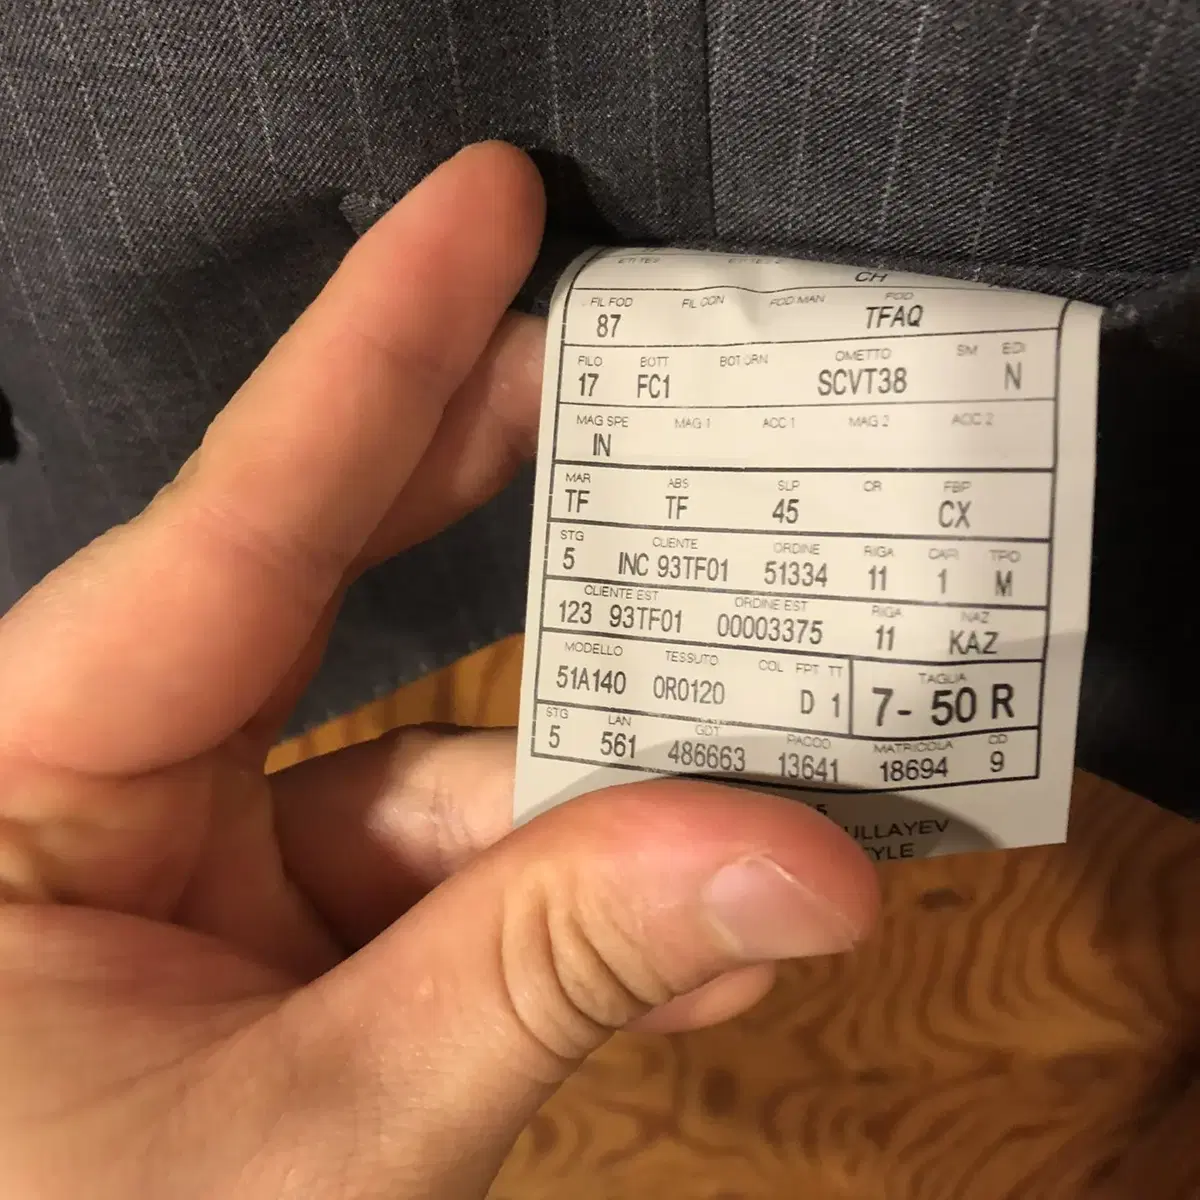 CH
FIL FOD FIL CON FOD MAN FOD
87 TFAQ
FILO BOTT BOT ORN OMETTO SM EDI
17 FC1 SCVT38 N
MAG SPE MAG 1 ACC 1 MAG 2 ACC 2
IN
MAR ABS SLP CR FBP
TF TF 45 CX
STG CLIENTE ORDINE RIGA CAR TPO
5 INC 93TF01 51334 11 1 M
CLIENTE EST ORDINE EST RIGA NAZ
123 93TF01 00003375 11 KAZ
MODELLO TESSUTO COL FPT TT TAGLIA
51A140 0R0120 D 1 7- 50 R
STG LAN GDT PACCO MATRICOLA CD
5 561 486663 13641 18694 9
ULLAYEV
YLE